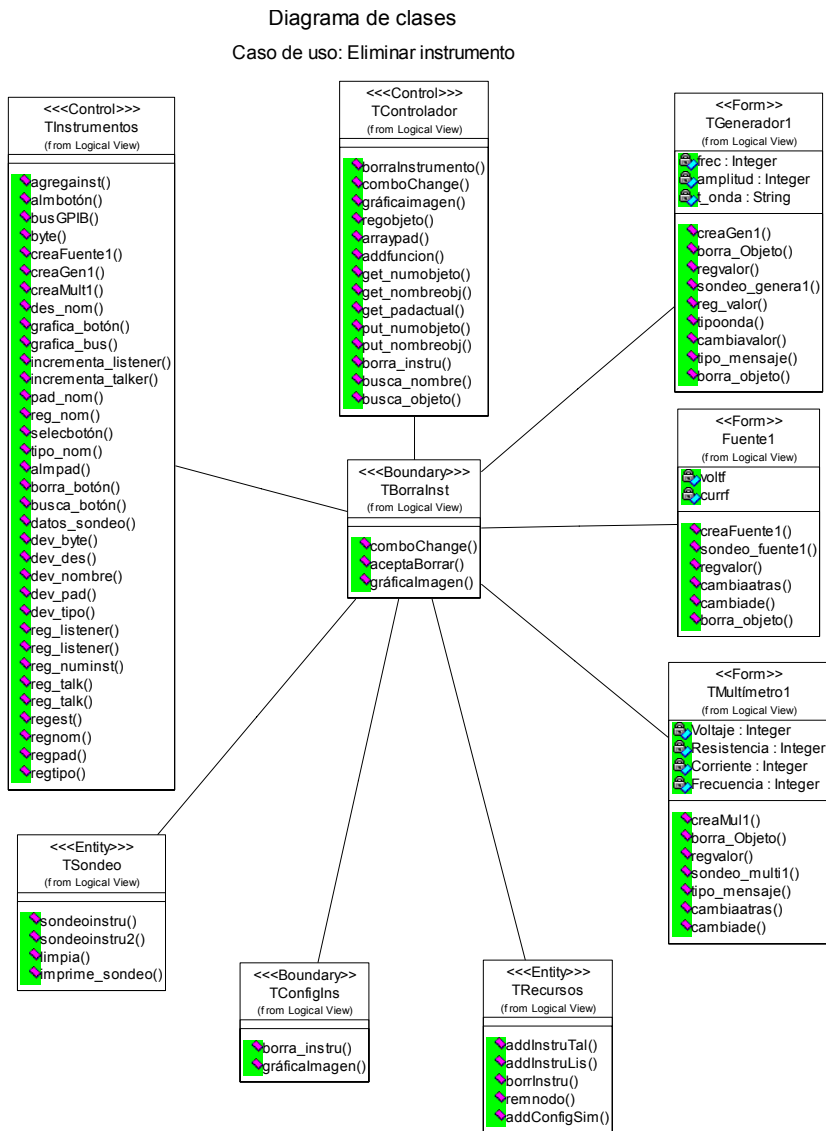 Diagrama de clases
Caso de uso: Eliminar instrumento
<<<Control>>>
TInstrumentos
(from Logical View)
agregainst()
almbotón()
busGPIB()
byte()
creaFuente1()
creaGen1()
creaMult1()
des_nom()
grafica_botón()
grafica_bus()
incrementa_listener()
incrementa_talker()
pad_nom()
reg_nom()
selecbotón()
tipo_nom()
almpad()
borra_botón()
busca_botón()
datos_sondeo()
dev_byte()
dev_des()
dev_nombre()
dev_pad()
dev_tipo()
reg_listener()
reg_listener()
reg_numinst()
reg_talk()
reg_talk()
regest()
regnom()
regpad()
regtipo()
<<<Control>>>
TControlador
(from Logical View)
borraInstrumento()
comboChange()
gráficaimagen()
regobjeto()
arraypad()
addfuncion()
get_numobjeto()
get_nombreobj()
get_padactual()
put_numobjeto()
put_nombreobj()
borra_instru()
busca_nombre()
busca_objeto()
<<Form>>
TGenerador1
(from Logical View)
frec : Integer
amplitud : Integer
t_onda : String
creaGen1()
borra_Objeto()
regvalor()
sondeo_genera1()
reg_valor()
tipoonda()
cambiavalor()
tipo_mensaje()
borra_objeto()
<<Form>>
Fuente1
(from Logical View)
voltf
currf
creaFuente1()
sondeo_fuente1()
regvalor()
cambiaatras()
cambiade()
borra_objeto()
<<<Boundary>>>
TBorraInst
(from Logical View)
comboChange()
aceptaBorrar()
gráficaImagen()
<<Form>>
TMultímetro1
(from Logical View)
Voltaje : Integer
Resistencia : Integer
Corriente : Integer
Frecuencia : Integer
creaMul1()
borra_Objeto()
regvalor()
sondeo_multi1()
tipo_mensaje()
cambiaatras()
cambiade()
<<<Entity>>>
TSondeo
(from Logical View)
sondeoinstru()
sondeoinstru2()
limpia()
imprime_sondeo()
<<<Boundary>>
TConfigIns
(from Logical View)
borra_instru()
gráficaImagen()
<<<Entity>>
TRecursos
(from Logical View)
addInstruTal()
addInstruLis()
borrInstru()
remnodo()
addConfigSim()